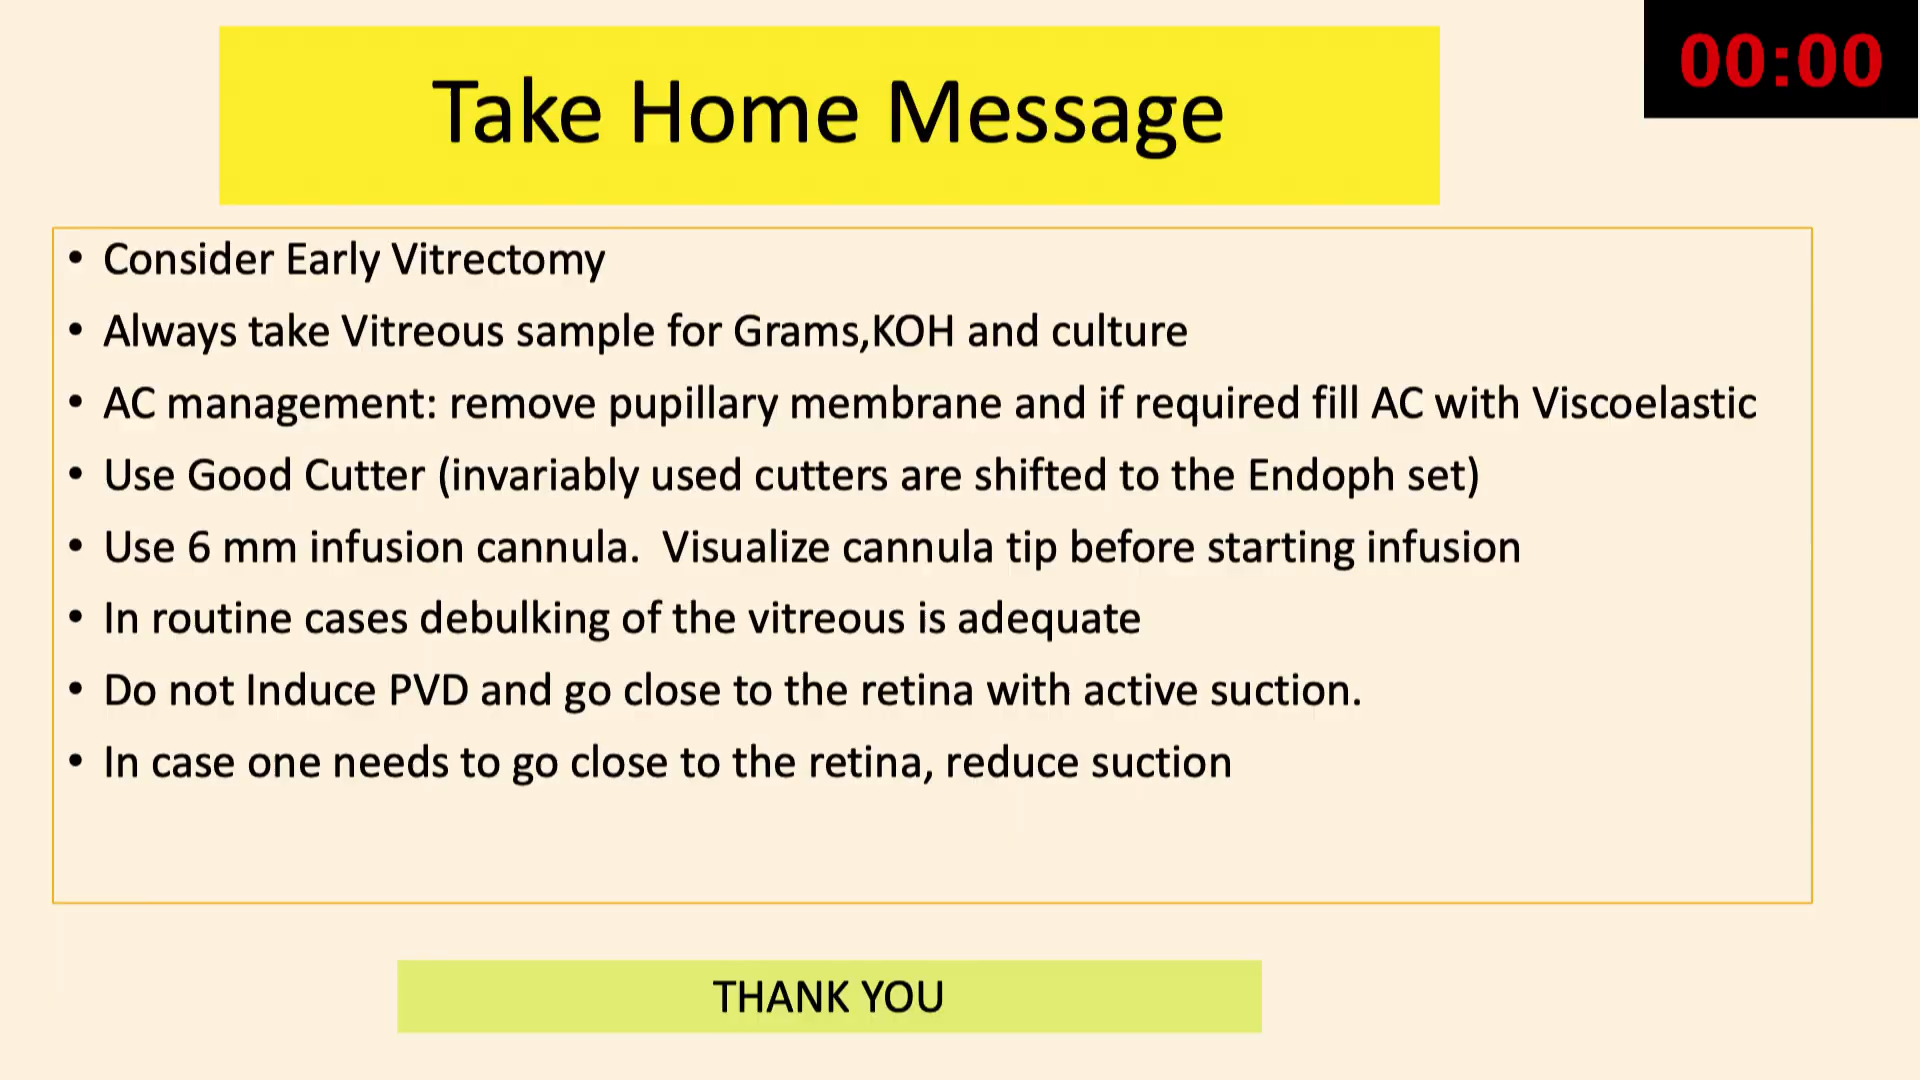 Take Home Message
00:00
• Consider Early Vitrectomy
• Always take Vitreous sample for Grams,KOH and culture
• AC management: remove pupillary membrane and if required fill AC with Viscoelastic
• Use Good Cutter (invariably used cutters are shifted to the Endoph set)
• Use 6 mm infusion cannula.  Visualize cannula tip before starting infusion
• In routine cases debulking of the vitreous is adequate
• Do not Induce PVD and go close to the retina with active suction.
• In case one needs to go close to the retina, reduce suction
THANK YOU